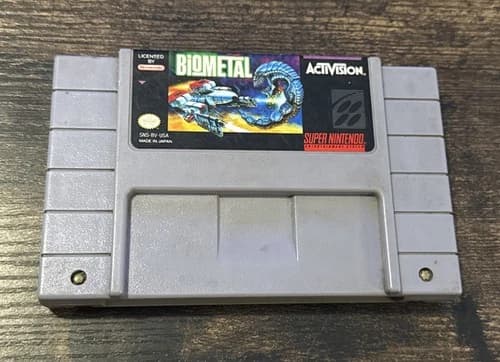 LICENSED
BY
Nintendo
BIOMETAL
ACTIVISION
SNS-BV-USA
MADE IN JAPAN
SUPER NINTENDO
ENTERTAINMENT SYSTEM